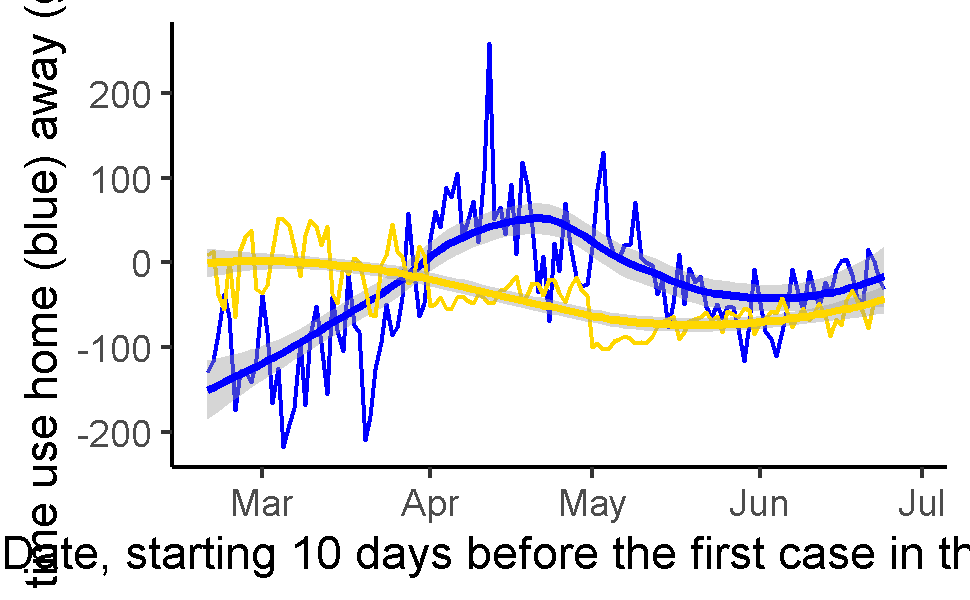 time use home (blue) away (
200
100
0
-100
-200
Mar Apr May Jun Jul
Date, starting 10 days before the first case in th